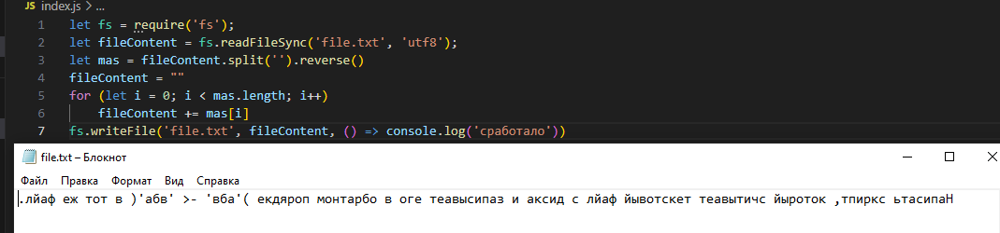 JS index.js > ...
1 let fs = require('fs');
2 let fileContent = fs.readFileSync('file.txt', 'utf8');
3 let mas = fileContent.split('').reverse()
4 fileContent = ""
5 for (let i = 0; i < mas.length; i++)
6 fileContent += mas[i]
7 fs.writeFile('file.txt', fileContent, () => console.log('сработало'))
file.txt – Блокнот
Файл Правка Формат Вид Справка
.лйаф еж тот в )'абв' >- 'вба'( екдяроп монтарбо в оге теавысипаз и аксид с лйаф йывотскет теавытичс йыроток ,тпиркс ьтасипаН